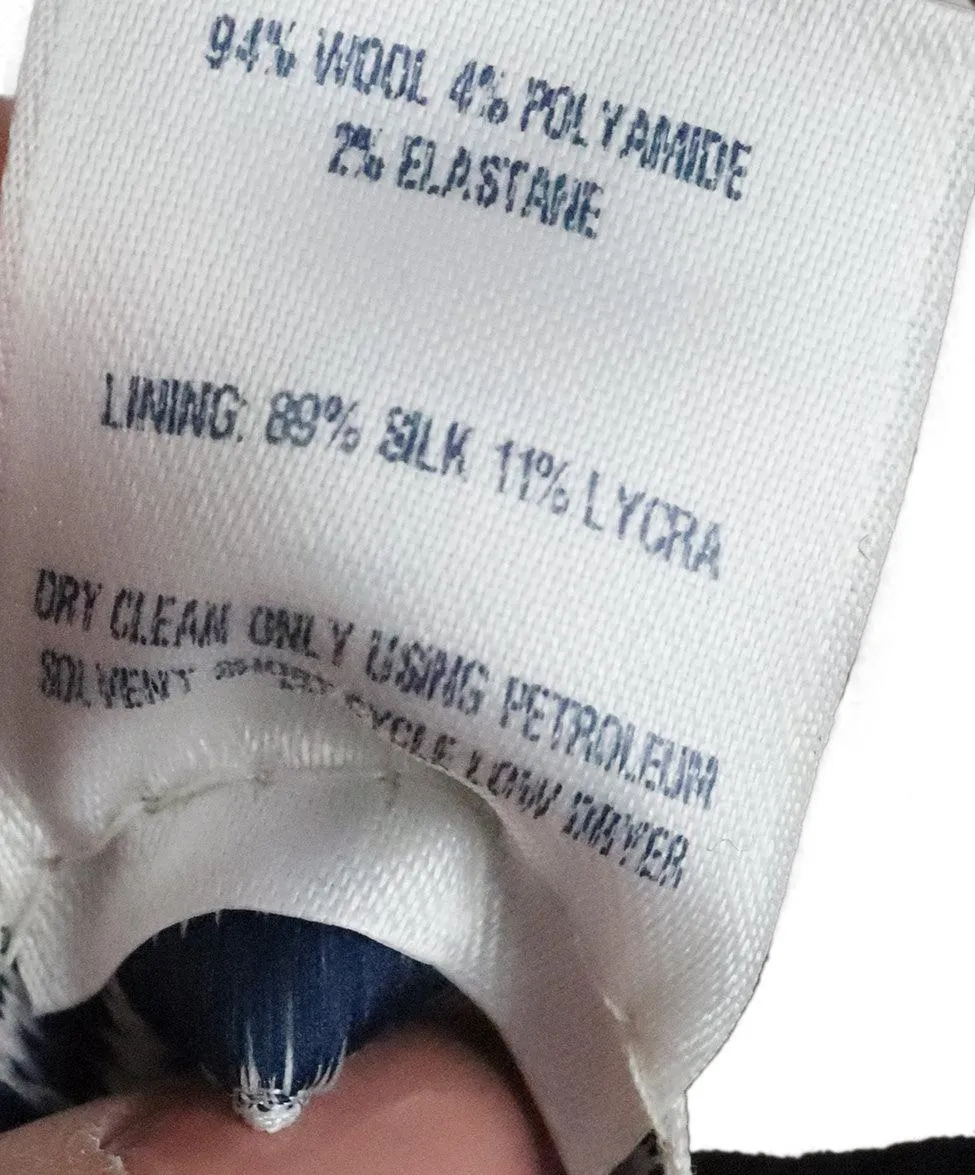 94% WOOL 4% POLYAMIDE
2% ELASTANE
LINING: 89% SILK 11% LYCRA
DRY CLEAN ONLY USING PETROLEUM
SOLVENT SHORT CYCLE LOW DRYER